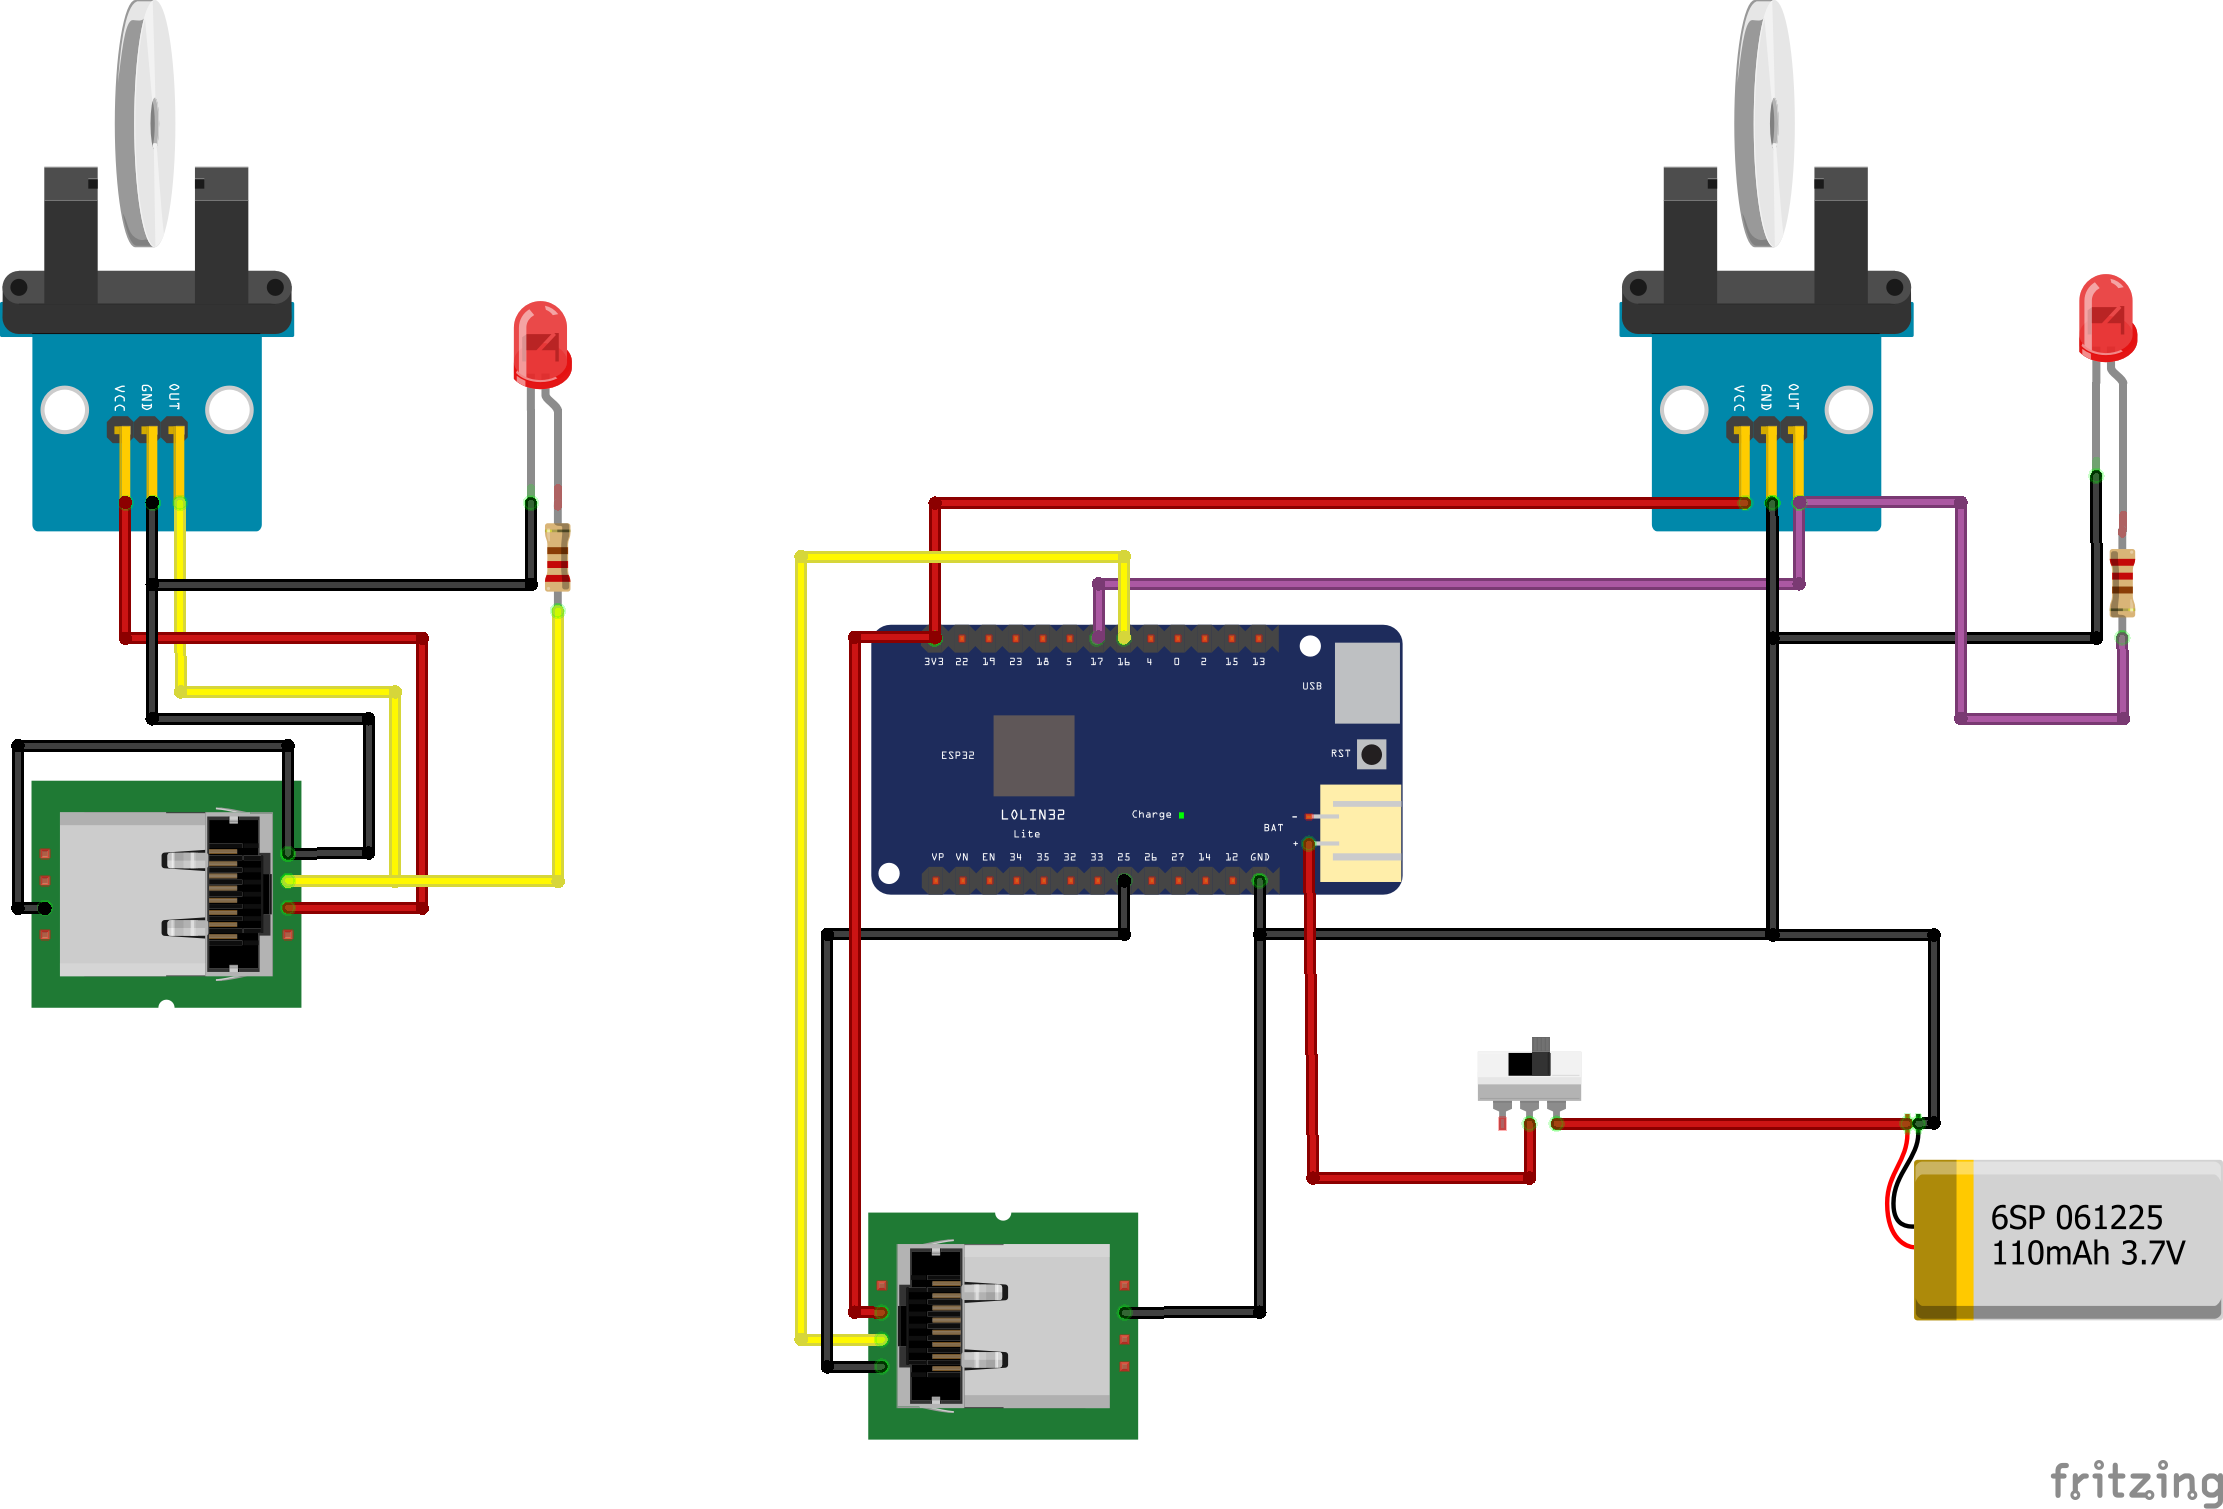 VCC GND OUT
VCC GND OUT
3V3 22 19 23 18 5 17 16 4 0 2 15 13
USB
RST
ESP32
LOLIN32
Lite
Charge
BAT
-
+
VP VN EN 34 35 32 33 25 26 27 14 12 GND
6SP 061225
110mAh 3.7V
fritzing